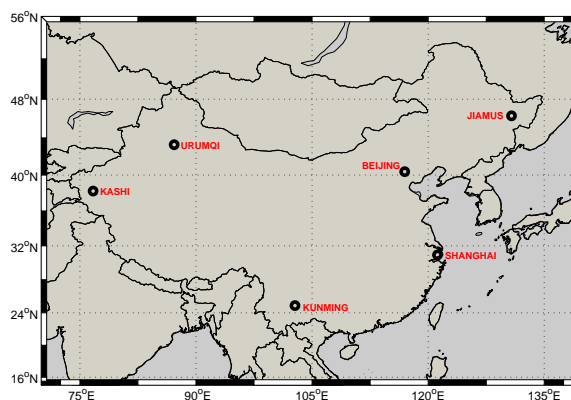 56°N
48°N
40°N
32°N
24°N
16°N
JIAMUS
URUMQI
BEIJING
KASHI
SHANGHAI
KUNMING
75°E
90°E
105°E
120°E
135°E